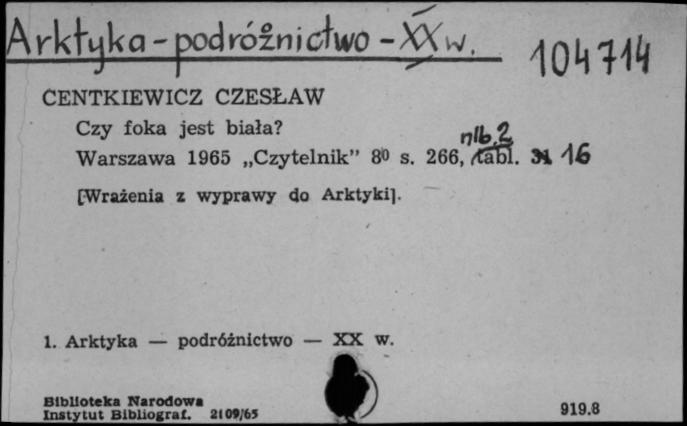 Arktyka - podróżnictwo - XX w.
104714
CENTKIEWICZ CZESŁAW
Czy foka jest biała?
nlb. 2
Warszawa 1965 „Czytelnik” 8⁰ s. 266, tabl. 16
[Wrażenia z wyprawy do Arktyki].
1. Arktyka — podróżnictwo — XX w.
Biblioteka Narodowa
Instytut Bibliograf. 2109/65
919.8